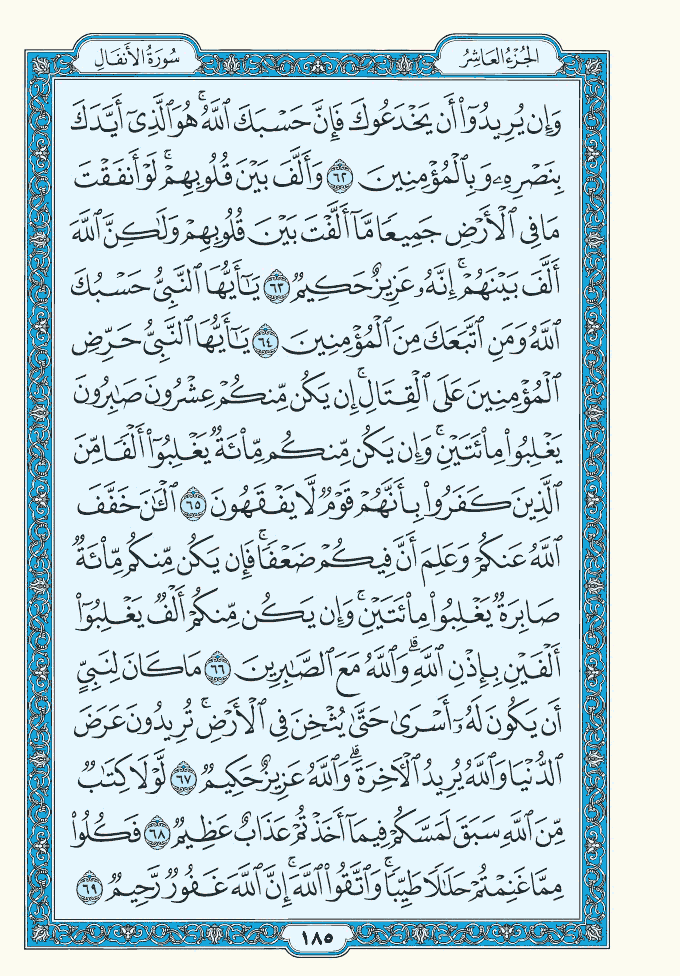 الجُزْءُ العَاشِرُ
سُورَةُ الأَنفَالِ
وَإِن يُرِيدُوٓا۟ أَن يَخْدَعُوكَ فَإِنَّ حَسْبَكَ ٱللَّهُ ۚ هُوَ ٱلَّذِىٓ أَيَّدَكَ
بِنَصْرِهِۦ وَبِٱلْمُؤْمِنِينَ ٦٢ وَأَلَّفَ بَيْنَ قُلُوبِهِمْ ۚ لَوْ أَنفَقْتَ
مَا فِى ٱلْأَرْضِ جَمِيعًا مَّآ أَلَّفْتَ بَيْنَ قُلُوبِهِمْ وَلَٰكِنَّ ٱللَّهَ
أَلَّفَ بَيْنَهُمْ ۚ إِنَّهُۥ عَزِيزٌ حَكِيمٌ ٦٣ يَٰٓأَيُّهَا ٱلنَّبِىُّ حَسْبُكَ
ٱللَّهُ وَمَنِ ٱتَّبَعَكَ مِنَ ٱلْمُؤْمِنِينَ ٦٤ يَٰٓأَيُّهَا ٱلنَّبِىُّ حَرِّضِ
ٱلْمُؤْمِنِينَ عَلَى ٱلْقِتَالِ ۚ إِن يَكُن مِّنكُمْ عِشْرُونَ صَٰبِرُونَ
يَغْلِبُوا۟ مِا۟ئَتَيْنِ ۚ وَإِن يَكُن مِّنكُم مِّا۟ئَةٌ يَغْلِبُوٓا۟ أَلْفًا مِّنَ
ٱلَّذِينَ كَفَرُوا۟ بِأَنَّهُمْ قَوْمٌ لَّا يَفْقَهُونَ ٦٥ ٱلْـَٰٔنَ خَفَّفَ
ٱللَّهُ عَنكُمْ وَعَلِمَ أَنَّ فِيكُمْ ضَعْفًا ۚ فَإِن يَكُن مِّنكُم مِّا۟ئَةٌ
صَابِرَةٌ يَغْلِبُوا۟ مِا۟ئَتَيْنِ ۚ وَإِن يَكُن مِّنكُمْ أَلْفٌ يَغْلِبُوٓا۟
أَلْفَيْنِ بِإِذْنِ ٱللَّهِ ۗ وَٱللَّهُ مَعَ ٱلصَّٰبِرِينَ ٦٦ مَا كَانَ لِنَبِىٍّ
أَن يَكُونَ لَهُۥٓ أَسْرَىٰ حَتَّىٰ يُثْخِنَ فِى ٱلْأَرْضِ ۚ تُرِيدُونَ عَرَضَ
ٱلدُّنْيَا وَٱللَّهُ يُرِيدُ ٱلْءَاخِرَةَ ۗ وَٱللَّهُ عَزِيزٌ حَكِيمٌ ٦٧ لَّوْلَا كِتَٰبٌ
مِّنَ ٱللَّهِ سَبَقَ لَمَسَّكُمْ فِيمَآ أَخَذْتُمْ عَذَابٌ عَظِيمٌ ٦٨ فَكُلُوا۟
مِمَّا غَنِمْتُمْ حَلَٰلًا طَيِّبًا ۚ وَٱتَّقُوا۟ ٱللَّهَ ۚ إِنَّ ٱللَّهَ غَفُورٌ رَّحِيمٌ ٦٩
١٨٥